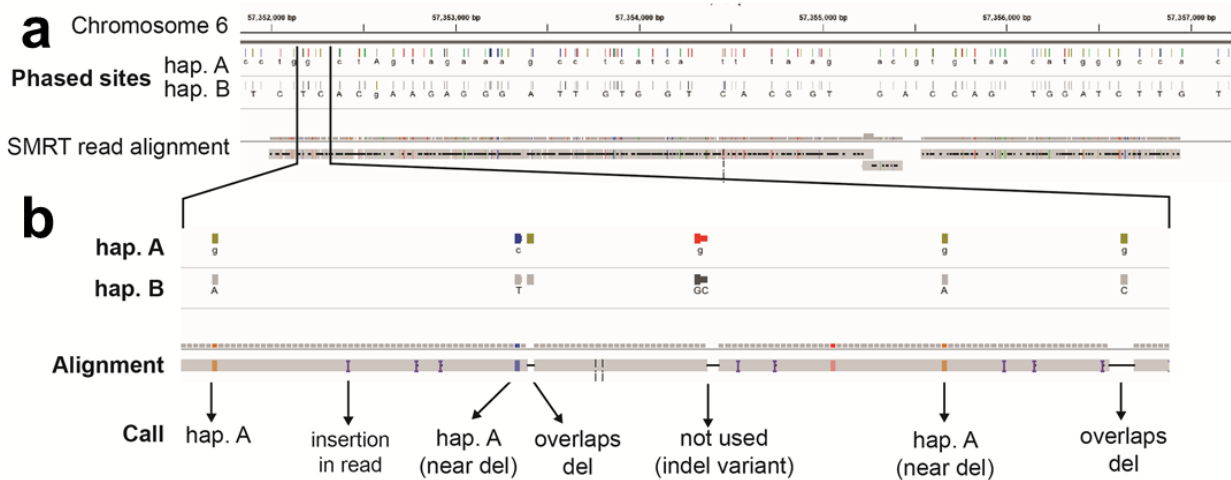 a
Chromosome 6
57,352,000 bp 57,353,000 bp 57,354,000 bp 57,355,000 bp 57,356,000 bp 57,357,000 bp
Phased sites
hap. A
c c t g g c t A g t a g a a a g c c t c a t c a t t t a a g a c g t g t a a c a t g g g c c a c
hap. B
T C T C A C g A A G A G G G A T T G T G G T C A C G G T G A C C A G T G G A T C T T G T
SMRT read alignment
b
hap. A
g c g g g
hap. B
A T GC A C
Alignment
Call
hap. A
insertion
in read
hap. A
(near del)
overlaps
del
not used
(indel variant)
hap. A
(near del)
overlaps
del